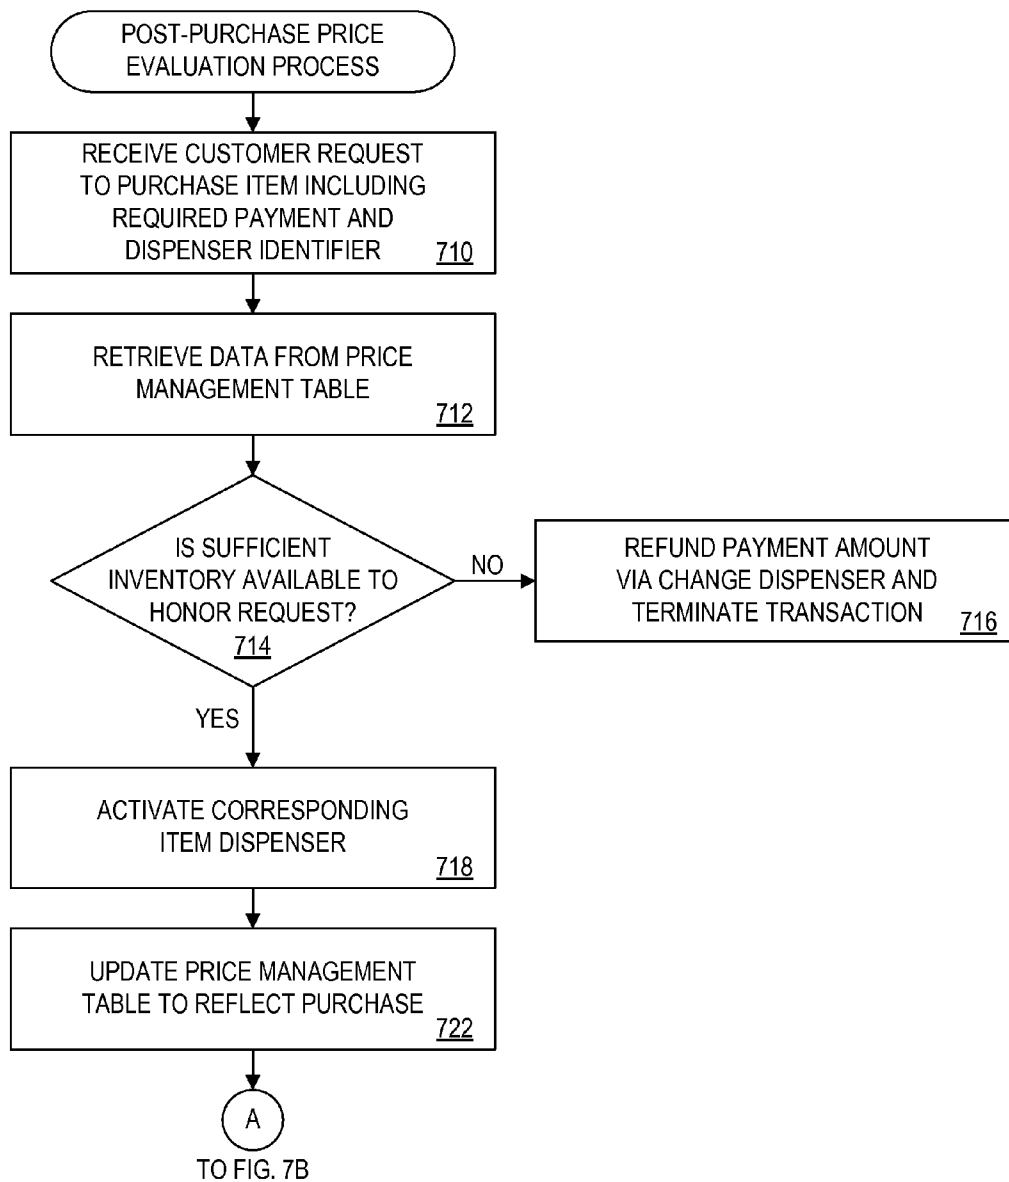 POST-PURCHASE PRICE
EVALUATION PROCESS
RECEIVE CUSTOMER REQUEST
TO PURCHASE ITEM INCLUDING
REQUIRED PAYMENT AND
DISPENSER IDENTIFIER
710
RETRIEVE DATA FROM PRICE
MANAGEMENT TABLE
712
IS SUFFICIENT
INVENTORY AVAILABLE TO
HONOR REQUEST?
714
NO
REFUND PAYMENT AMOUNT
VIA CHANGE DISPENSER AND
TERMINATE TRANSACTION
716
YES
ACTIVATE CORRESPONDING
ITEM DISPENSER
718
UPDATE PRICE MANAGEMENT
TABLE TO REFLECT PURCHASE
722
A
TO FIG. 7B